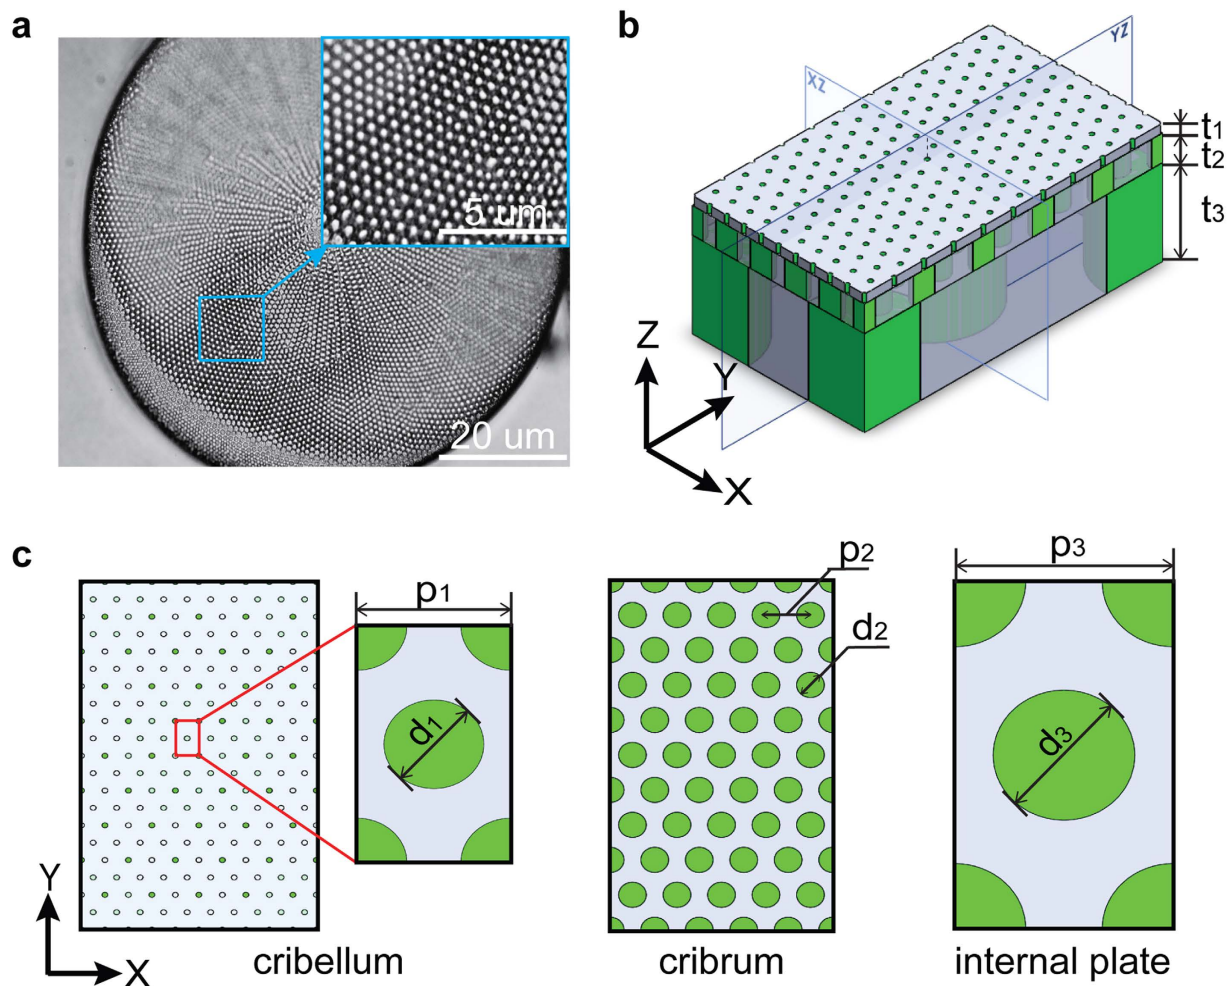 a
5 um
20 um
b
XZ
YZ
t1
t2
t3
Z
Y
X
c
p1
d1
p2
d2
p3
d3
Y
X
cribellum
cribrum
internal plate